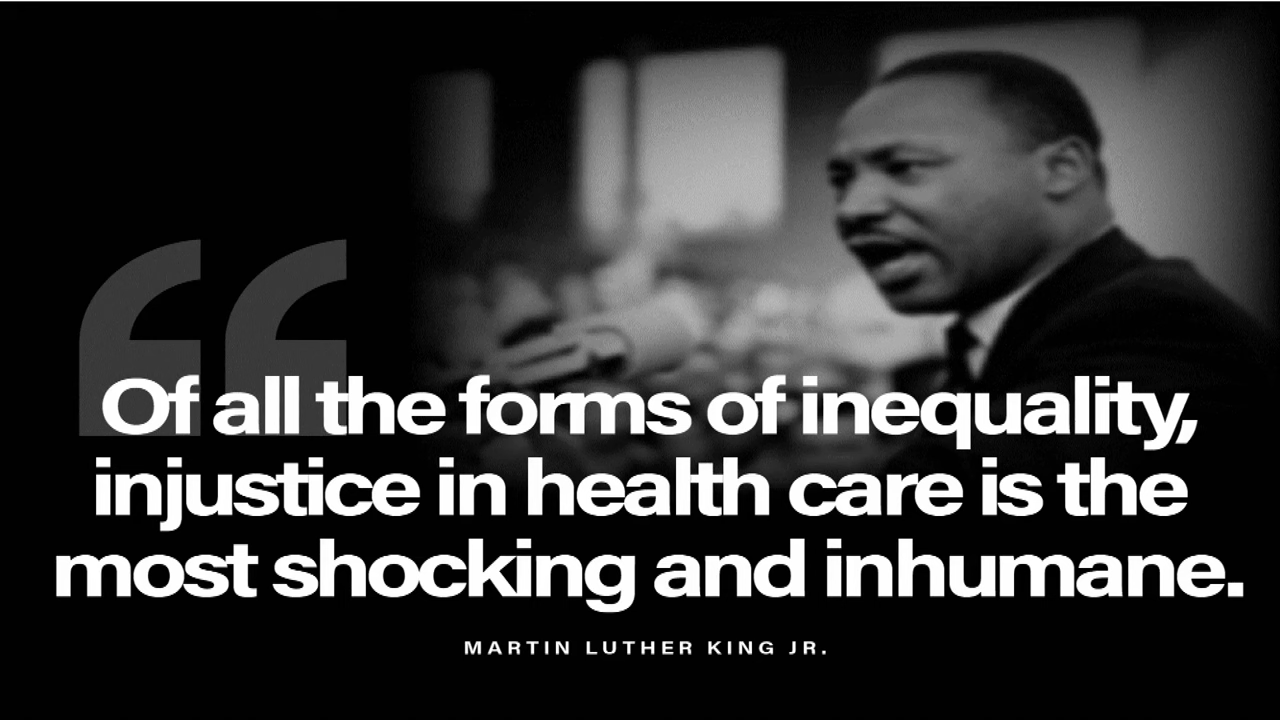 “
Of all the forms of inequality,
injustice in health care is the
most shocking and inhumane.
MARTIN LUTHER KING JR.